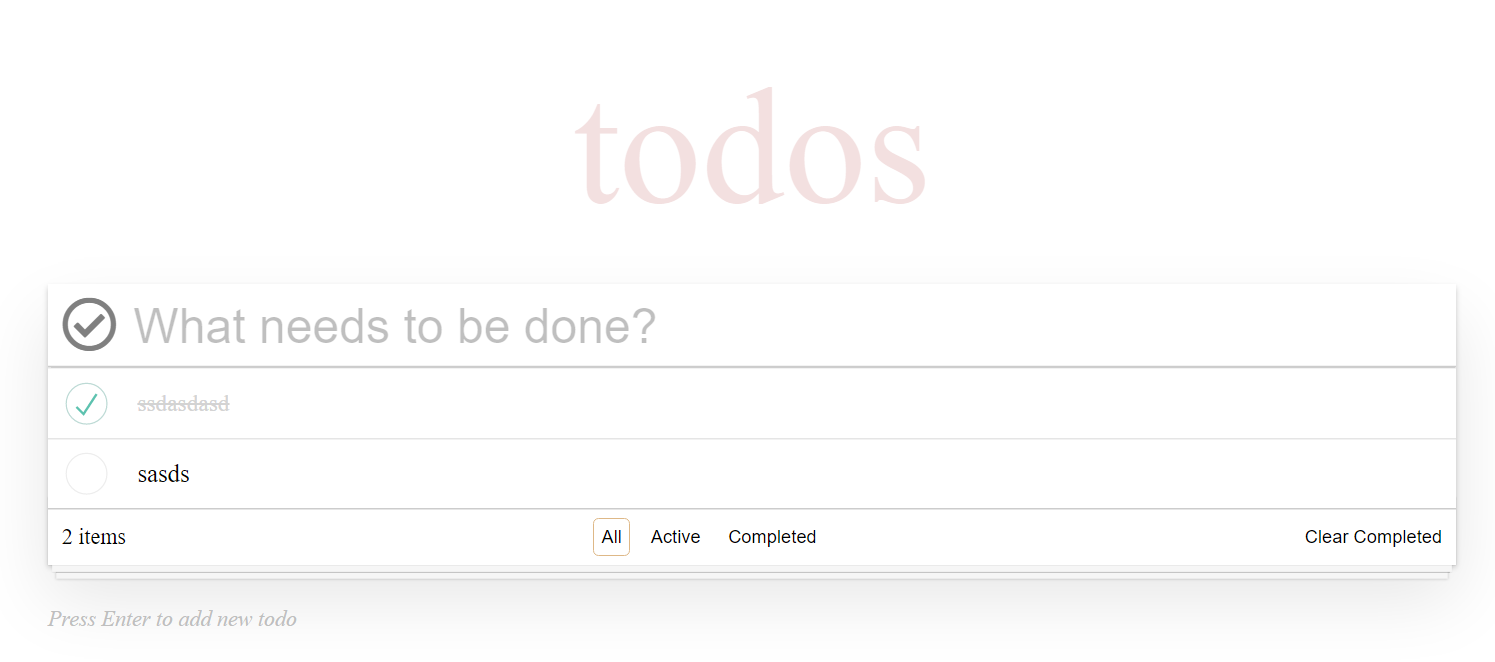 todos
What needs to be done?
ssdasdasd
sasds
2 items All Active Completed Clear Completed
Press Enter to add new todo